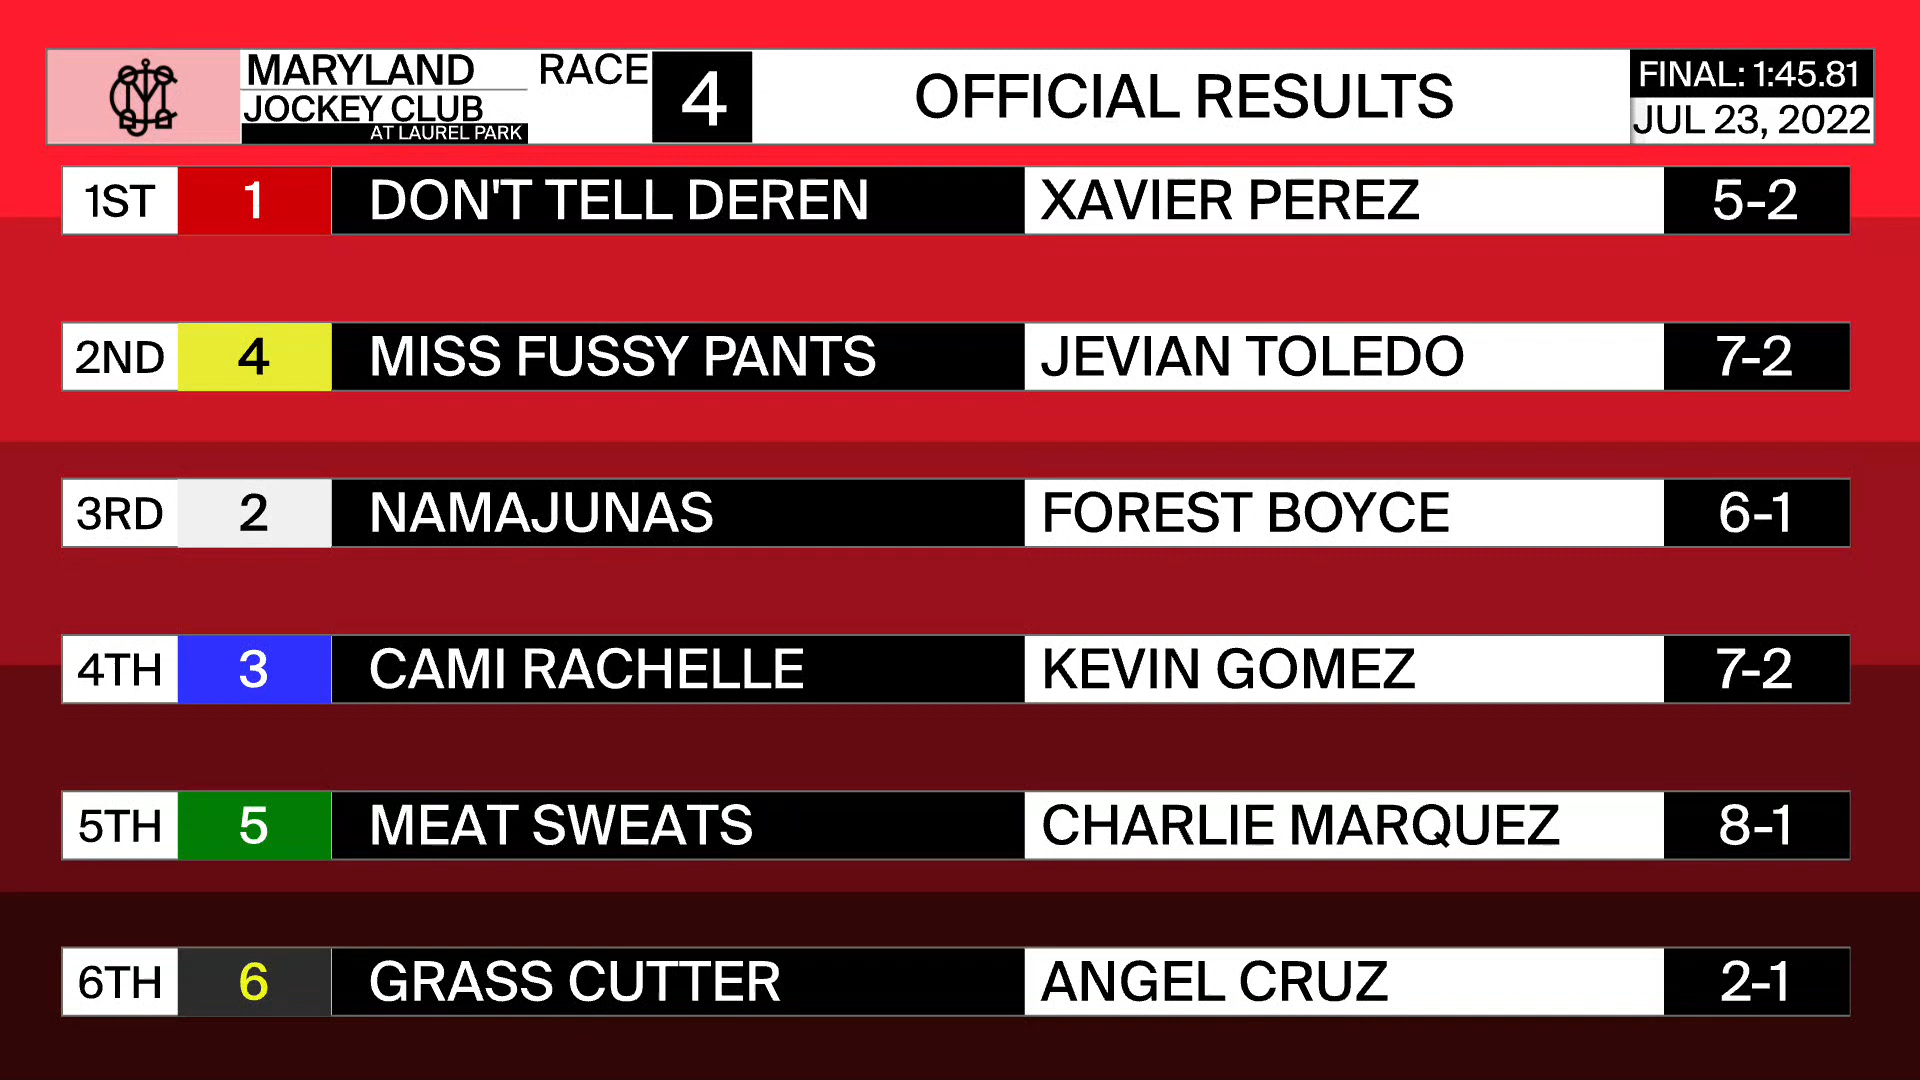 MARYLAND
JOCKEY CLUB
AT LAUREL PARK
RACE 4
OFFICIAL RESULTS
FINAL: 1:45.81
JUL 23, 2022
1ST 1 DON'T TELL DEREN XAVIER PEREZ 5-2
2ND 4 MISS FUSSY PANTS JEVIAN TOLEDO 7-2
3RD 2 NAMAJUNAS FOREST BOYCE 6-1
4TH 3 CAMI RACHELLE KEVIN GOMEZ 7-2
5TH 5 MEAT SWEATS CHARLIE MARQUEZ 8-1
6TH 6 GRASS CUTTER ANGEL CRUZ 2-1